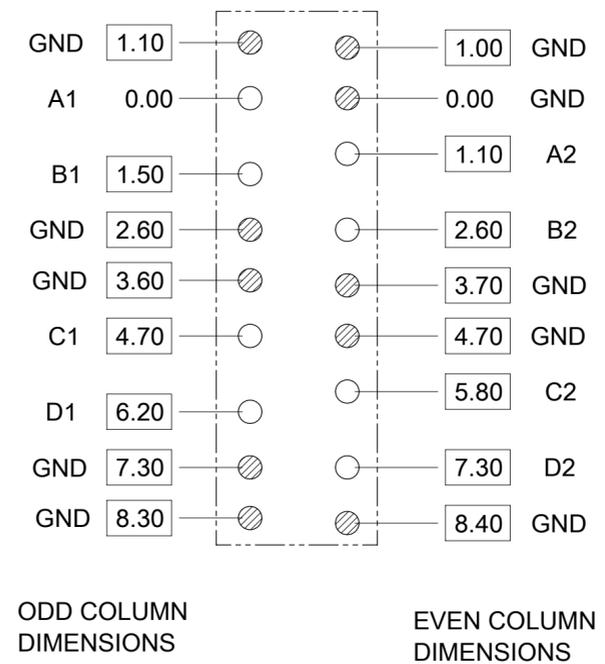 GND 1.10
A1 0.00
B1 1.50
GND 2.60
GND 3.60
C1 4.70
D1 6.20
GND 7.30
GND 8.30
ODD COLUMN
DIMENSIONS
1.00 GND
0.00 GND
1.10 A2
2.60 B2
3.70 GND
4.70 GND
5.80 C2
7.30 D2
8.40 GND
EVEN COLUMN
DIMENSIONS